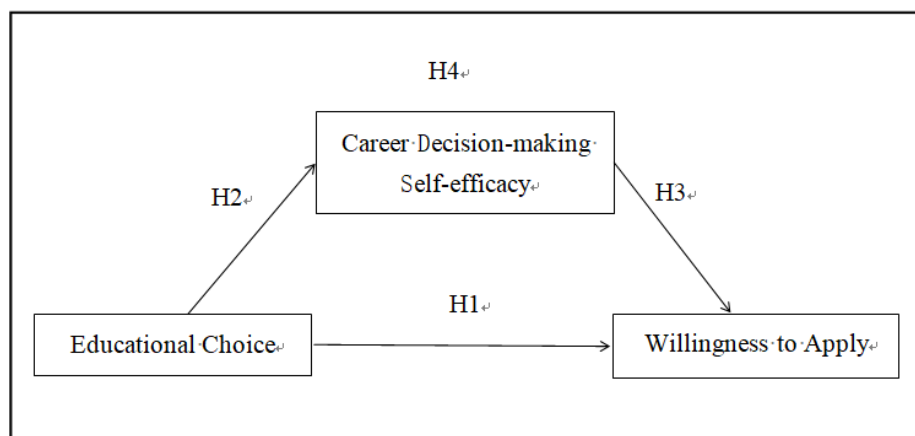 H4
Career Decision-making
Self-efficacy
H2
H3
H1
Educational Choice
Willingness to Apply